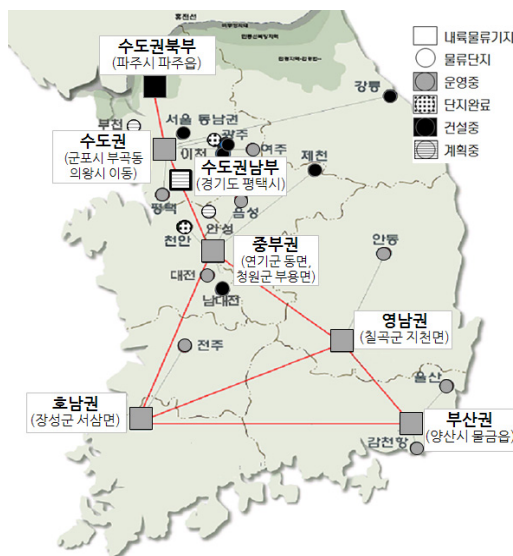 수도권북부
(파주시 파주읍)
내륙물류기지
물류단지
운영중
단지완료
건설중
계획중
강릉
부천
서울 동남권
광주
수도권
(군포시 부곡동
의왕시 이동)
이천
여주
제천
수도권남부
(경기도 평택시)
평택
음성
안성
천안
중부권
(연기군 동면,
청원군 부용면)
안동
대전
남대전
영남권
(칠곡군 지천면)
전주
울산
호남권
(장성군 서삼면)
부산권
(양산시 물금읍)
감천항